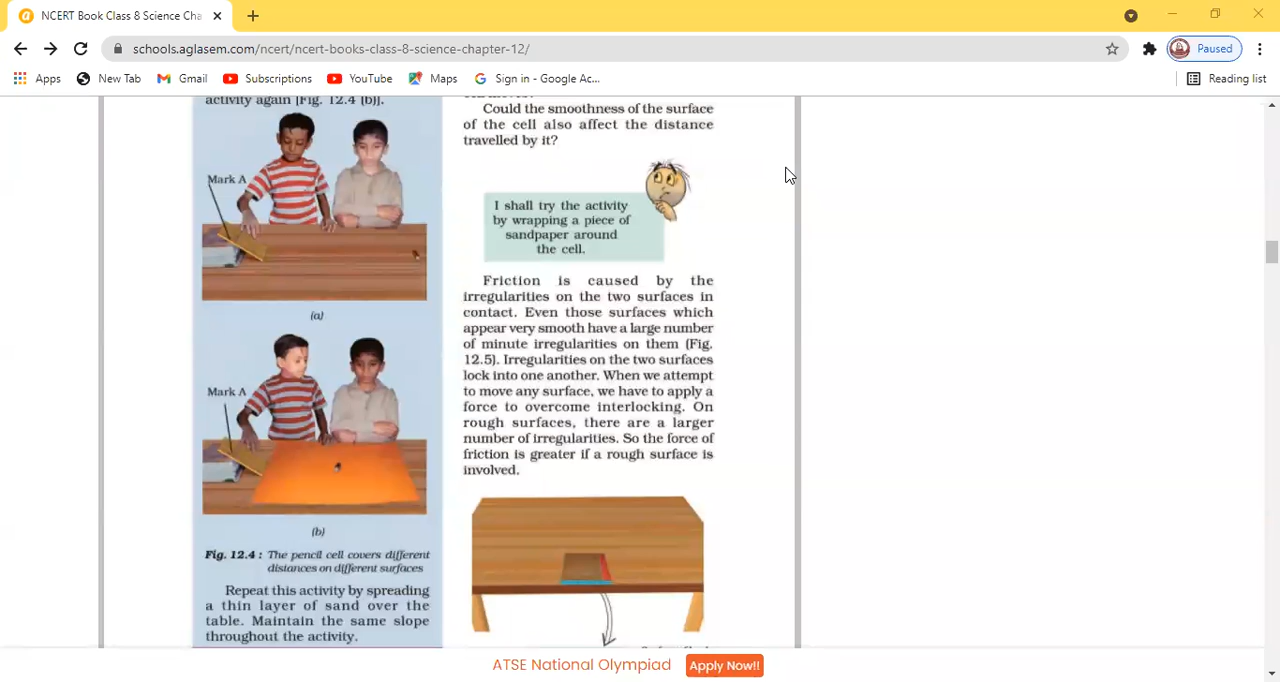 NCERT Book Class 8 Science Cha
schools.aglasem.com/ncert/ncert-books-class-8-science-chapter-12/
Paused
Apps
New Tab
Gmail
Subscriptions
YouTube
Maps
Sign in - Google Ac...
Reading list
activity again [Fig. 12.4 (b)].
Mark A
(a)
Mark A
(b)
Fig. 12.4 : The pencil cell covers different
distances on different surfaces
Repeat this activity by spreading
a thin layer of sand over the
table. Maintain the same slope
throughout the activity.
Could the smoothness of the surface
of the cell also affect the distance
travelled by it?
I shall try the activity
by wrapping a piece of
sandpaper around
the cell.
Friction is caused by the
irregularities on the two surfaces in
contact. Even those surfaces which
appear very smooth have a large number
of minute irregularities on them (Fig.
12.5). Irregularities on the two surfaces
lock into one another. When we attempt
to move any surface, we have to apply a
force to overcome interlocking. On
rough surfaces, there are a larger
number of irregularities. So the force of
friction is greater if a rough surface is
involved.
ATSE National Olympiad
Apply Now!!